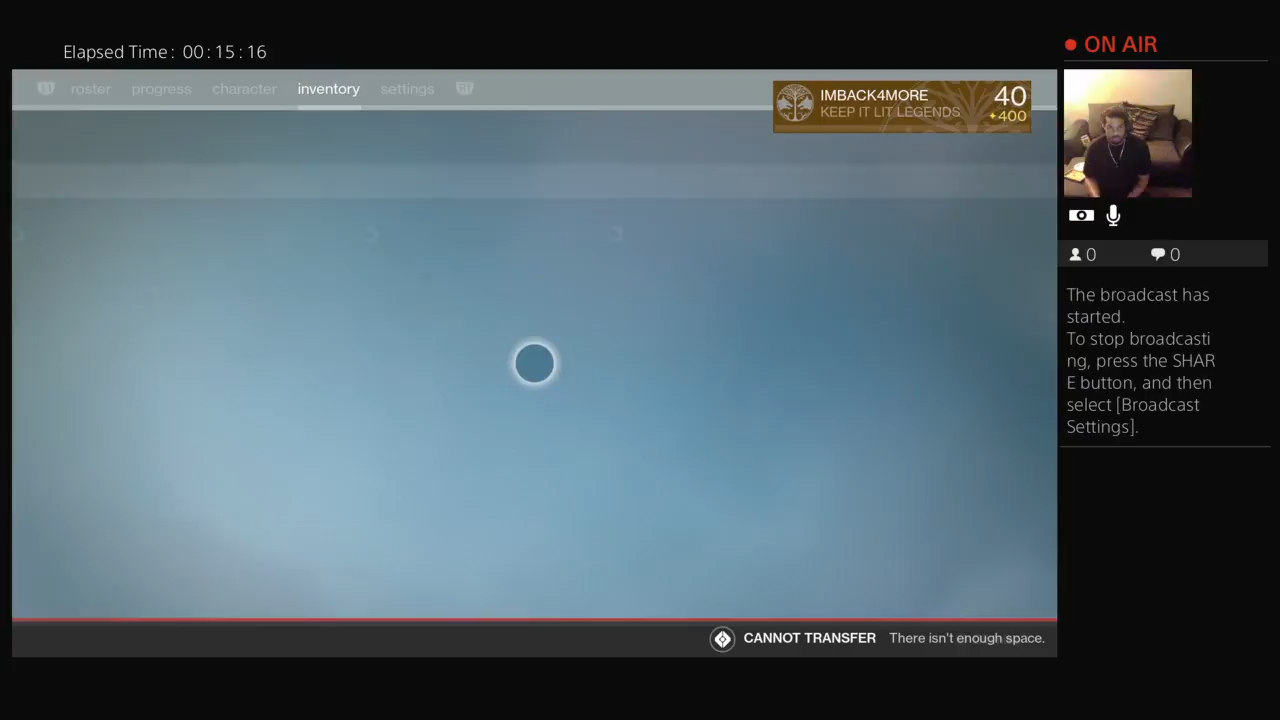 Elapsed Time: 00:15:16
ON AIR
roster progress character inventory settings
IMBACK4MORE
KEEP IT LIT LEGENDS
40
400
0 0
The broadcast has
started.
To stop broadcasti
ng, press the SHAR
E button, and then
select [Broadcast
Settings].
CANNOT TRANSFER There isn't enough space.